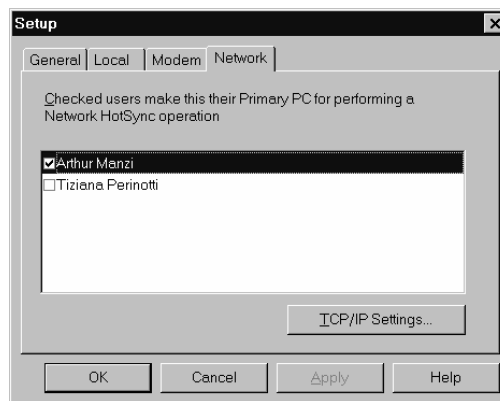 Setup
General Local Modem Network
Checked users make this their Primary PC for performing a
Network HotSync operation
Arthur Manzi
Tiziana Perinotti
TCP/IP Settings...
OK Cancel Apply Help